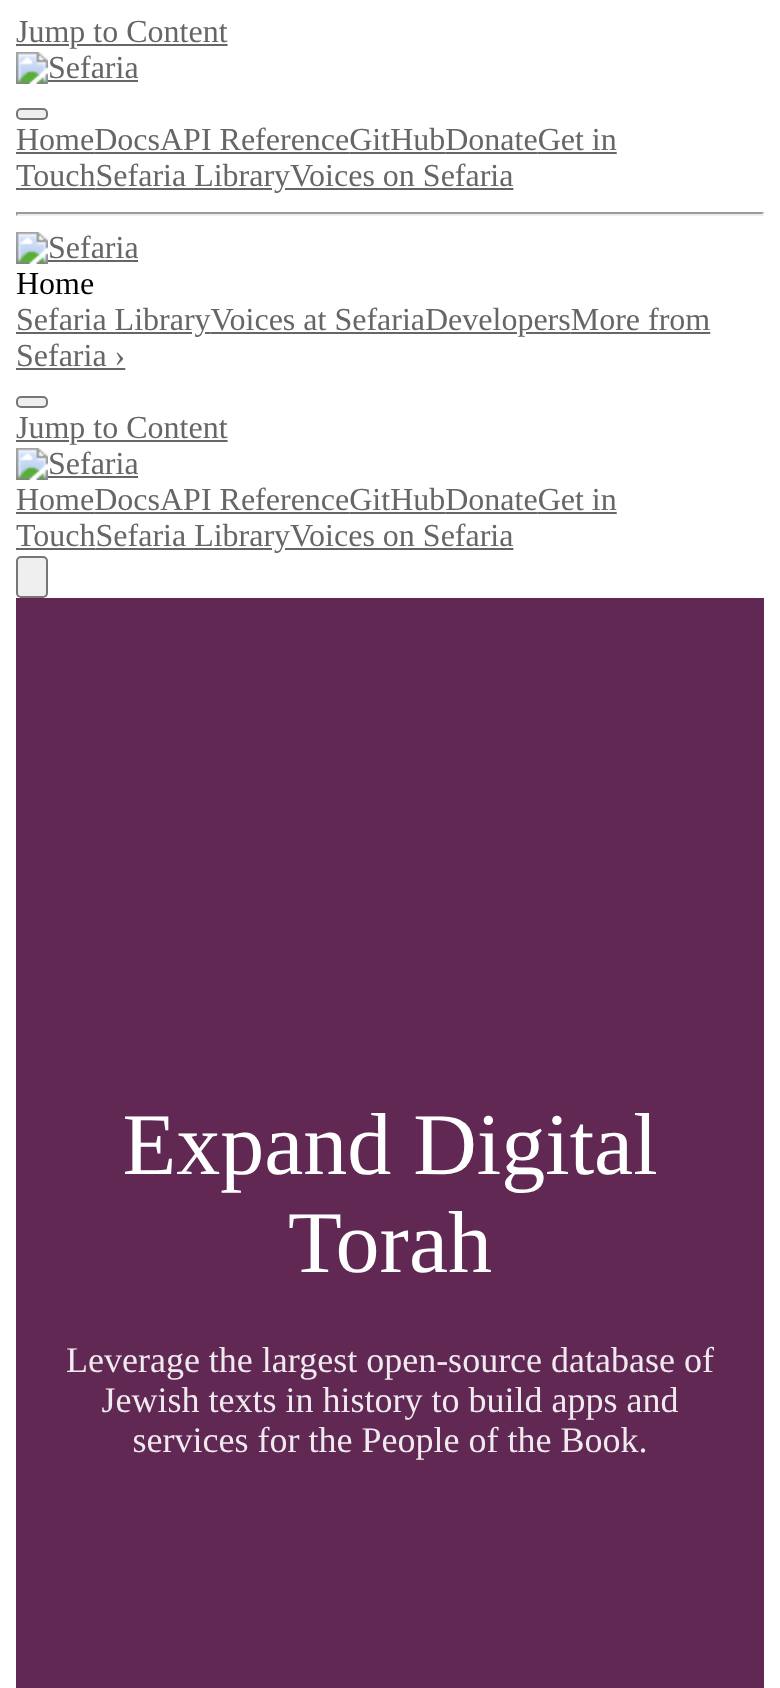 Jump to Content
Sefaria
HomeDocsAPI ReferenceGitHubDonateGet in
TouchSefaria LibraryVoices on Sefaria
Sefaria
Home
Sefaria LibraryVoices at SefariaDevelopersMore from
Sefaria ›
Jump to Content
Sefaria
HomeDocsAPI ReferenceGitHubDonateGet in
TouchSefaria LibraryVoices on Sefaria
Expand Digital
Torah
Leverage the largest open-source database of
Jewish texts in history to build apps and
services for the People of the Book.